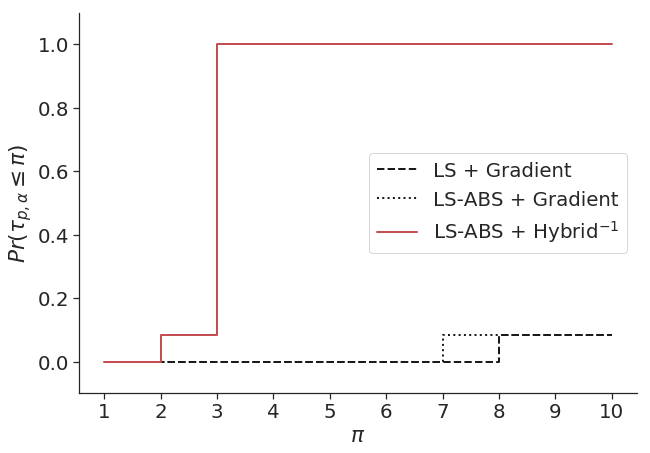 1.0
0.8
0.6
0.4
0.2
0.0
Pr(τ_{p,α} ≤ π)
LS + Gradient
LS-ABS + Gradient
LS-ABS + Hybrid⁻¹
1 2 3 4 5 6 7 8 9 10
π